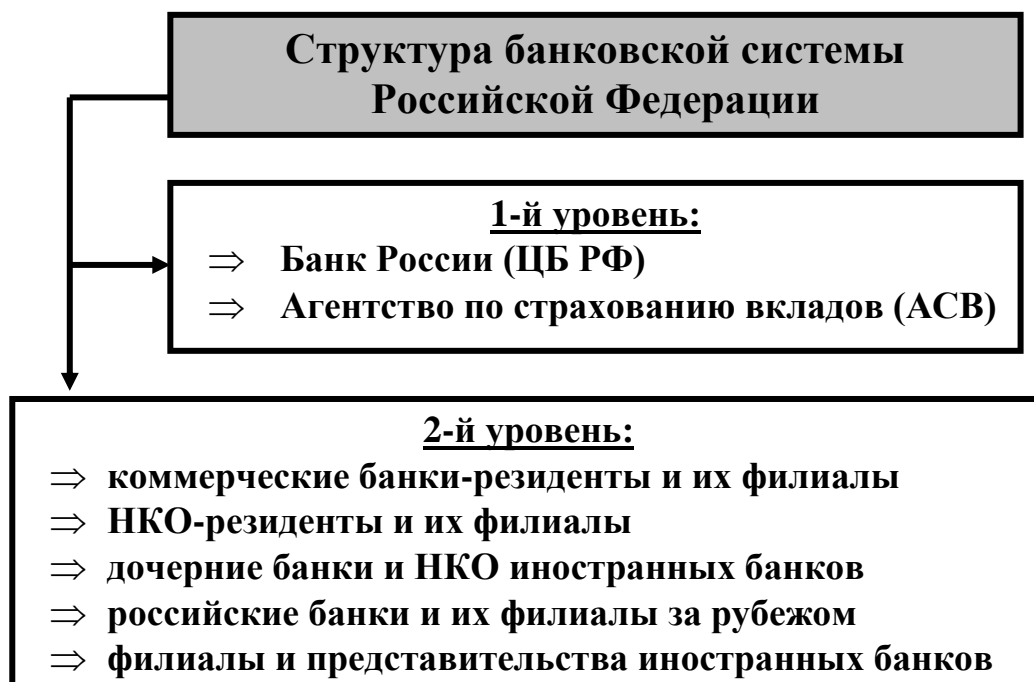 Структура банковской системы
Российской Федерации
1-й уровень:
⇒ Банк России (ЦБ РФ)
⇒ Агентство по страхованию вкладов (АСВ)
2-й уровень:
⇒ коммерческие банки-резиденты и их филиалы
⇒ НКО-резиденты и их филиалы
⇒ дочерние банки и НКО иностранных банков
⇒ российские банки и их филиалы за рубежом
⇒ филиалы и представительства иностранных банков